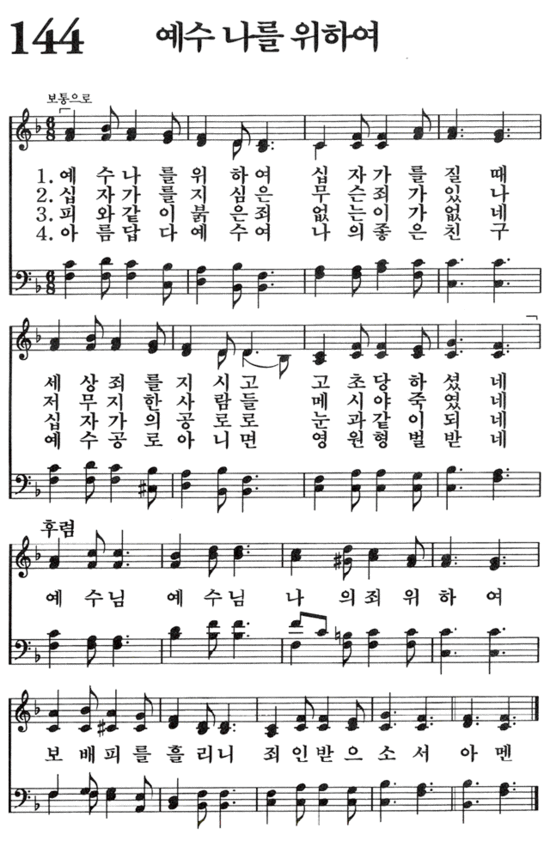 144 예수 나를 위하여
보통으로
1. 예 수 나 를 위 하 여 십 자 가 를 질 때
2. 십 자 가 를 지 심 은 무 슨 죄 가 있 나
3. 피 와 같 이 붉 은 죄 없 는 이 가 없 네
4. 아 름 답 다 예 수 여 나 의 좋 은 친 구
세 상 죄 를 지 시 고 고 초 당 하 셨 네
저 무 지 한 사 람 들 메 시 야 죽 였 네
십 자 가 의 공 로 로 눈 과 같 이 되 네
예 수 공 로 아 니 면 영 원 형 벌 받 네
후렴
예 수 님 예 수 님 나 의 죄 위 하 여
보 배 피 를 흘 리 니 죄 인 받 으 소 서 아 멘